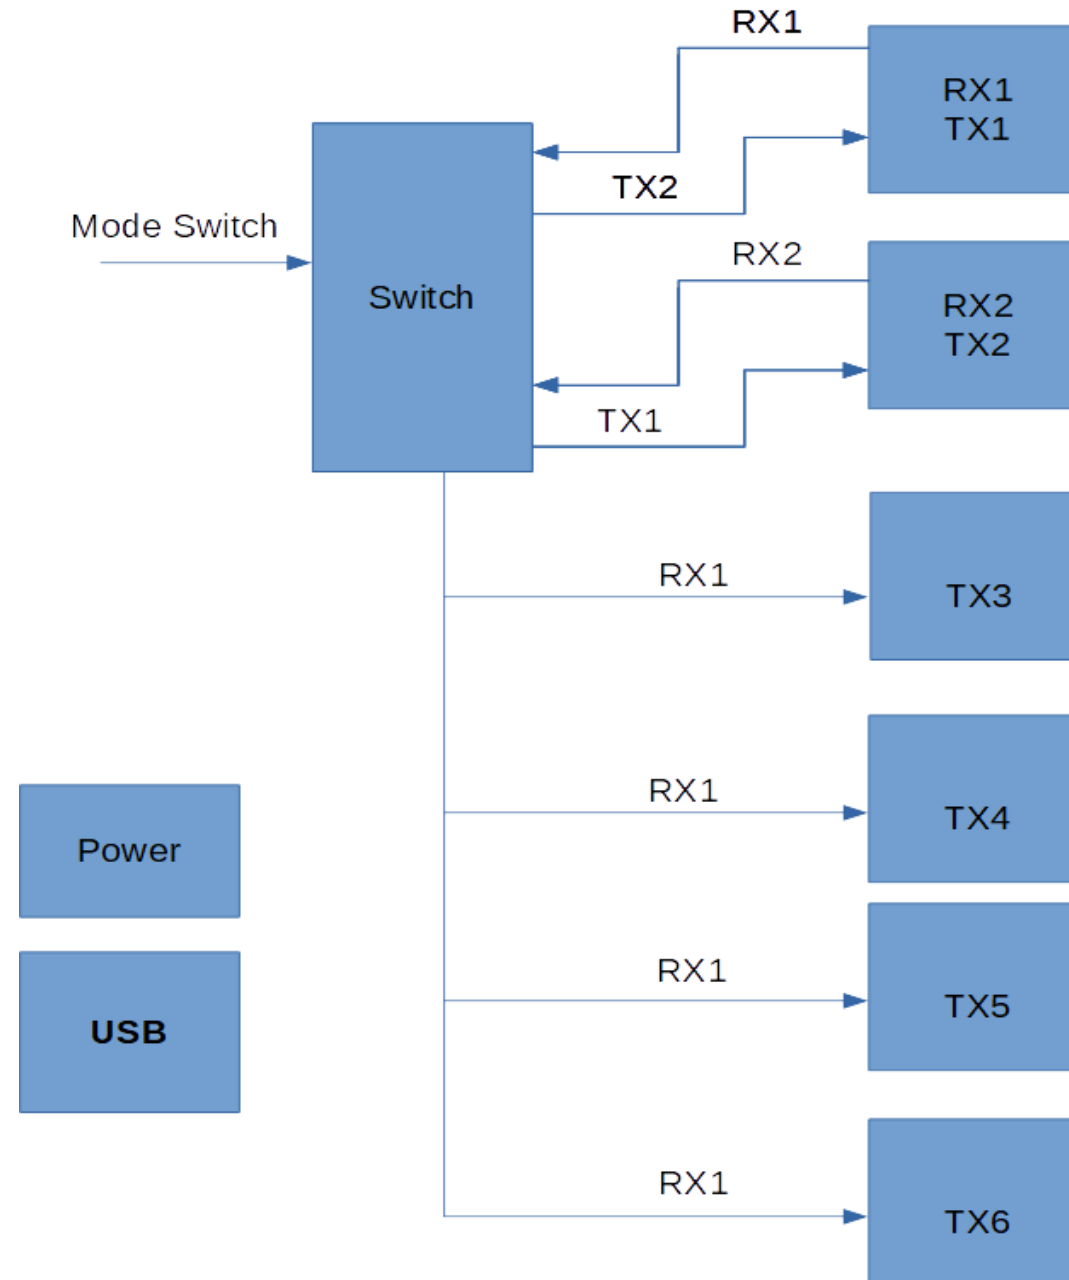 RX1
RX1
TX1
TX2
Mode Switch
RX2
Switch
RX2
TX2
TX1
RX1
TX3
RX1
TX4
Power
RX1
TX5
USB
RX1
TX6